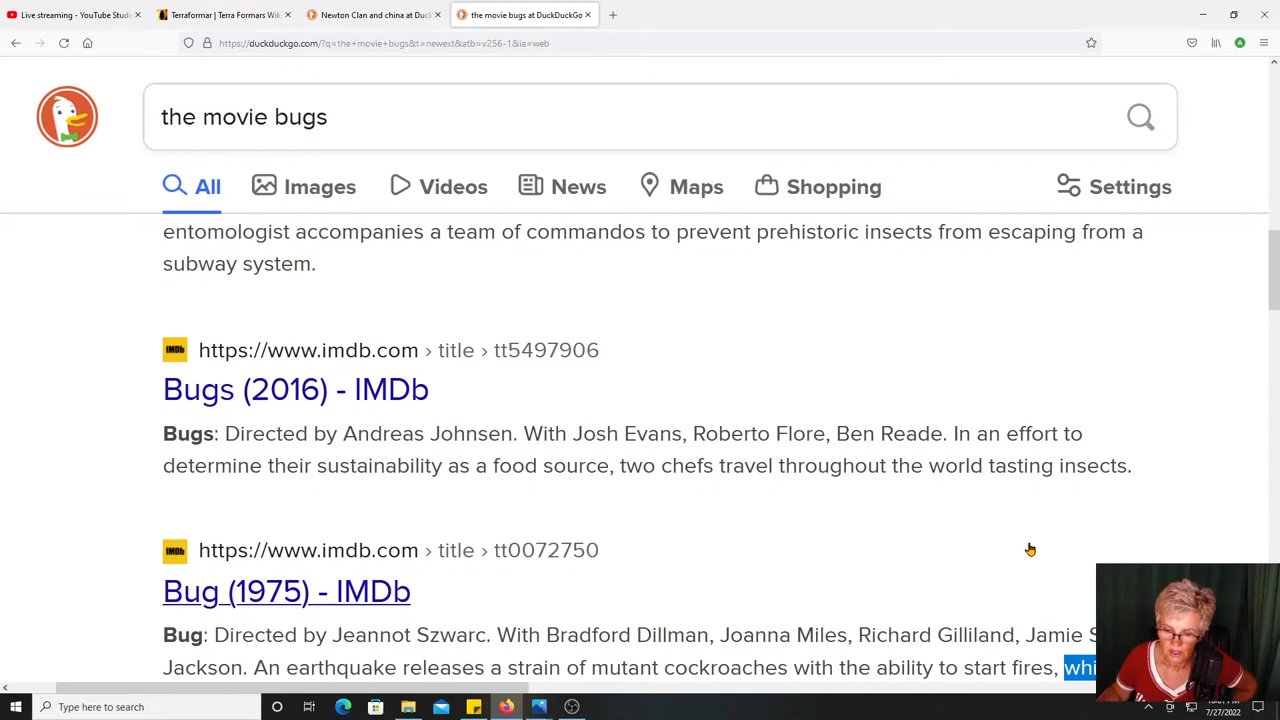 Live streaming - YouTube Studi
Terraformar | Terra Formars Wiki
Newton Clan and china at Duck
the movie bugs at DuckDuckGo
https://duckduckgo.com/?q=the+movie+bugs&t=newext&atb=v256-1&ia=web
the movie bugs
All Images Videos News Maps Shopping Settings
entomologist accompanies a team of commandos to prevent prehistoric insects from escaping from a
subway system.
IMDb https://www.imdb.com › title › tt5497906
Bugs (2016) - IMDb
Bugs: Directed by Andreas Johnsen. With Josh Evans, Roberto Flore, Ben Reade. In an effort to
determine their sustainability as a food source, two chefs travel throughout the world tasting insects.
IMDb https://www.imdb.com › title › tt0072750
Bug (1975) - IMDb
Bug: Directed by Jeannot Szwarc. With Bradford Dillman, Joanna Miles, Richard Gilliland, Jamie S
Jackson. An earthquake releases a strain of mutant cockroaches with the ability to start fires, whi
Type here to search
7/27/2022